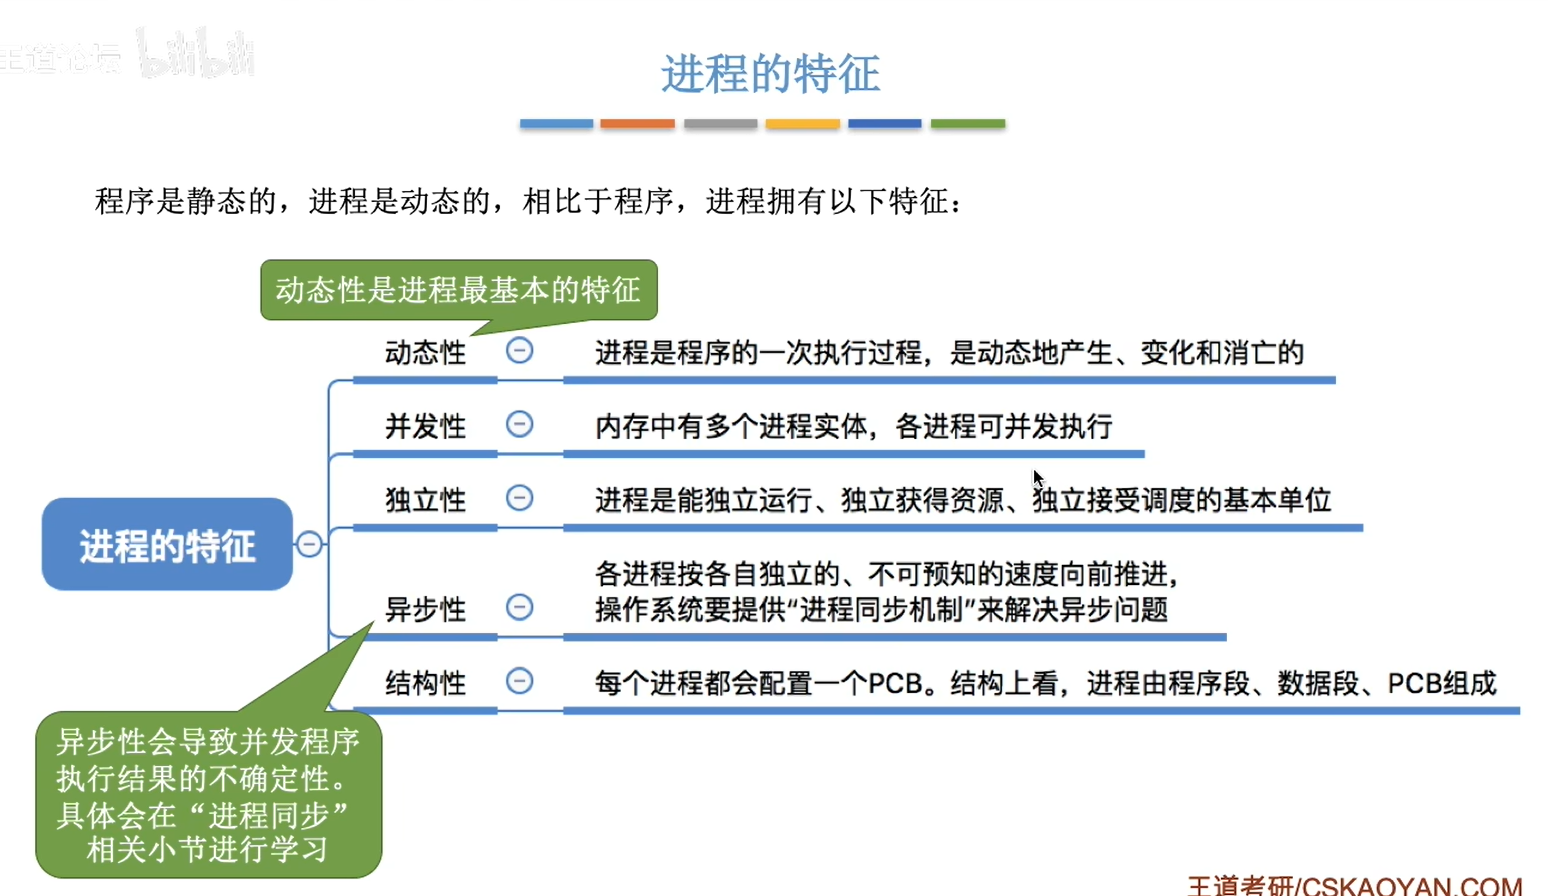 王道论坛 bilibili
进程的特征
程序是静态的，进程是动态的，相比于程序，进程拥有以下特征：
动态性是进程最基本的特征
动态性 进程是程序的一次执行过程，是动态地产生、变化和消亡的
并发性 内存中有多个进程实体，各进程可并发执行
独立性 进程是能独立运行、独立获得资源、独立接受调度的基本单位
进程的特征
各进程按各自独立的、不可预知的速度向前推进，
异步性 操作系统要提供“进程同步机制”来解决异步问题
结构性 每个进程都会配置一个PCB。结构上看，进程由程序段、数据段、PCB组成
异步性会导致并发程序
执行结果的不确定性。
具体会在“进程同步”
相关小节进行学习
王道考研/CSKAOYAN.COM